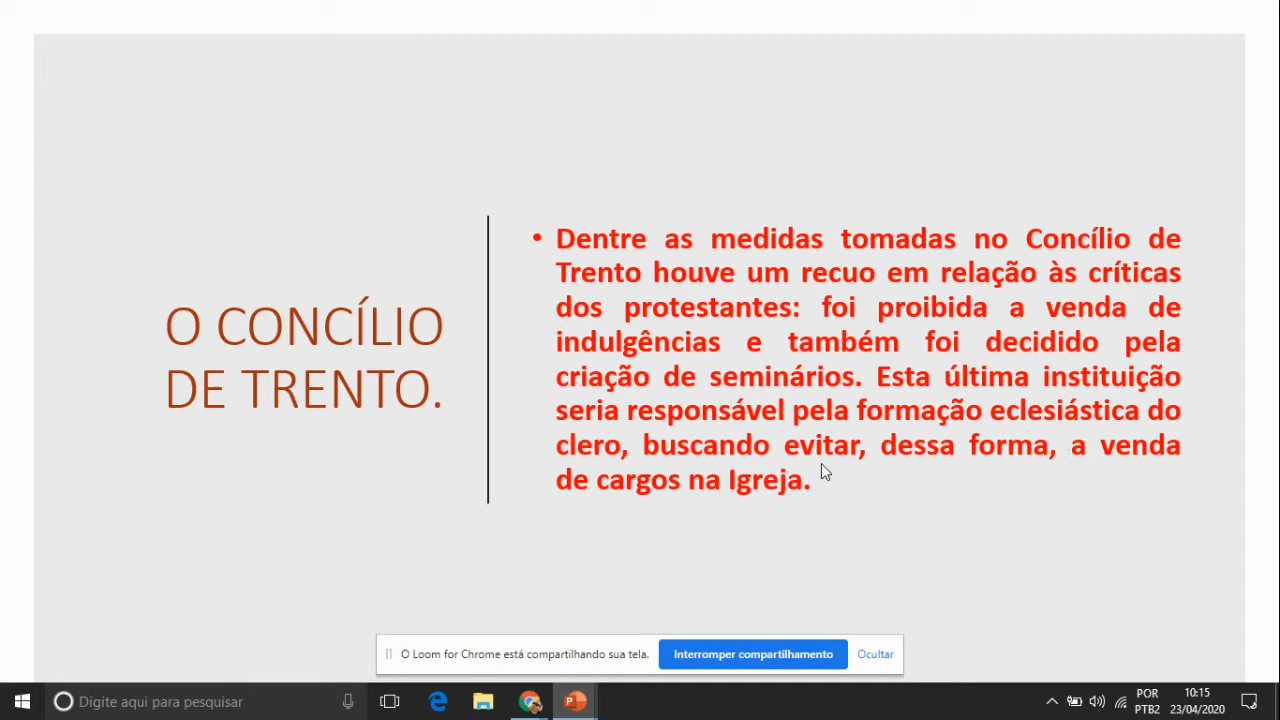 O CONCÍLIO
DE TRENTO.
• Dentre as medidas tomadas no Concílio de
Trento houve um recuo em relação às críticas
dos protestantes: foi proibida a venda de
indulgências e também foi decidido pela
criação de seminários. Esta última instituição
seria responsável pela formação eclesiástica do
clero, buscando evitar, dessa forma, a venda
de cargos na Igreja.
O Loom for Chrome está compartilhando sua tela.
Interromper compartilhamento
Ocultar
Digite aqui para pesquisar
POR
PTB2
10:15
23/04/2020